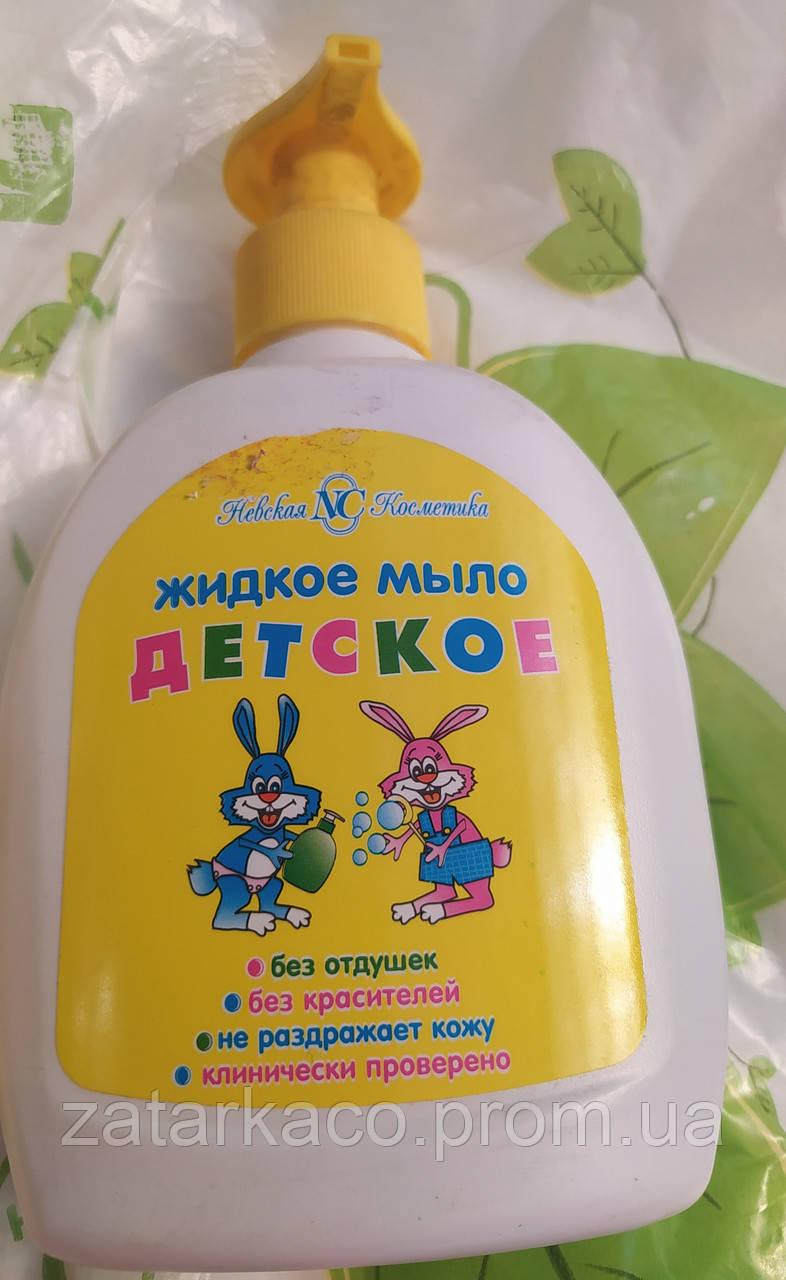 Невская NC Косметика
жидкое мыло
ДЕТСКОЕ
без отдушек
без красителей
не раздражает кожу
клинически проверено
zatarkaco.prom.ua